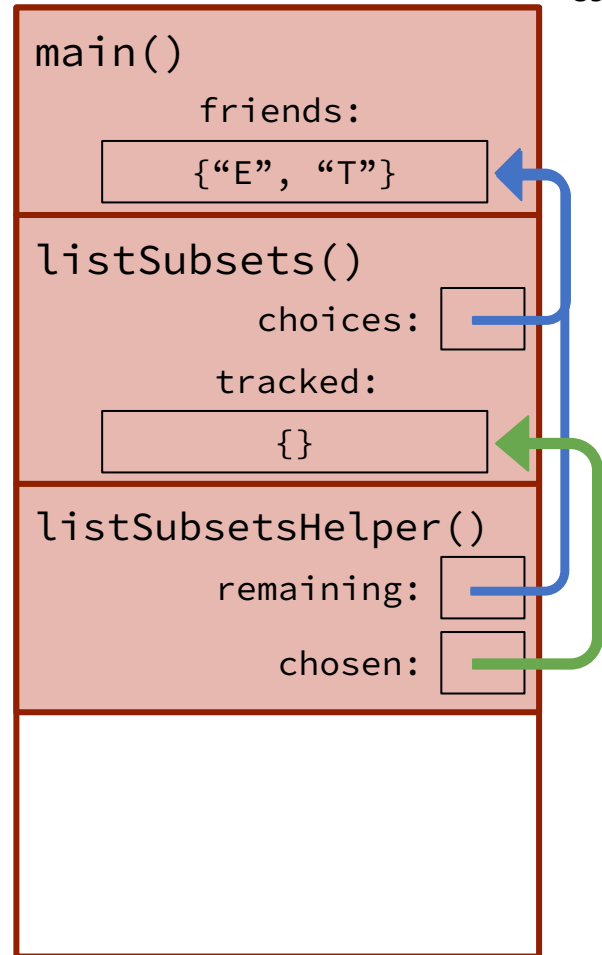 main()
friends:
{“E”, “T”}
listSubsets()
choices:
tracked:
{}
listSubsetsHelper()
remaining:
chosen: